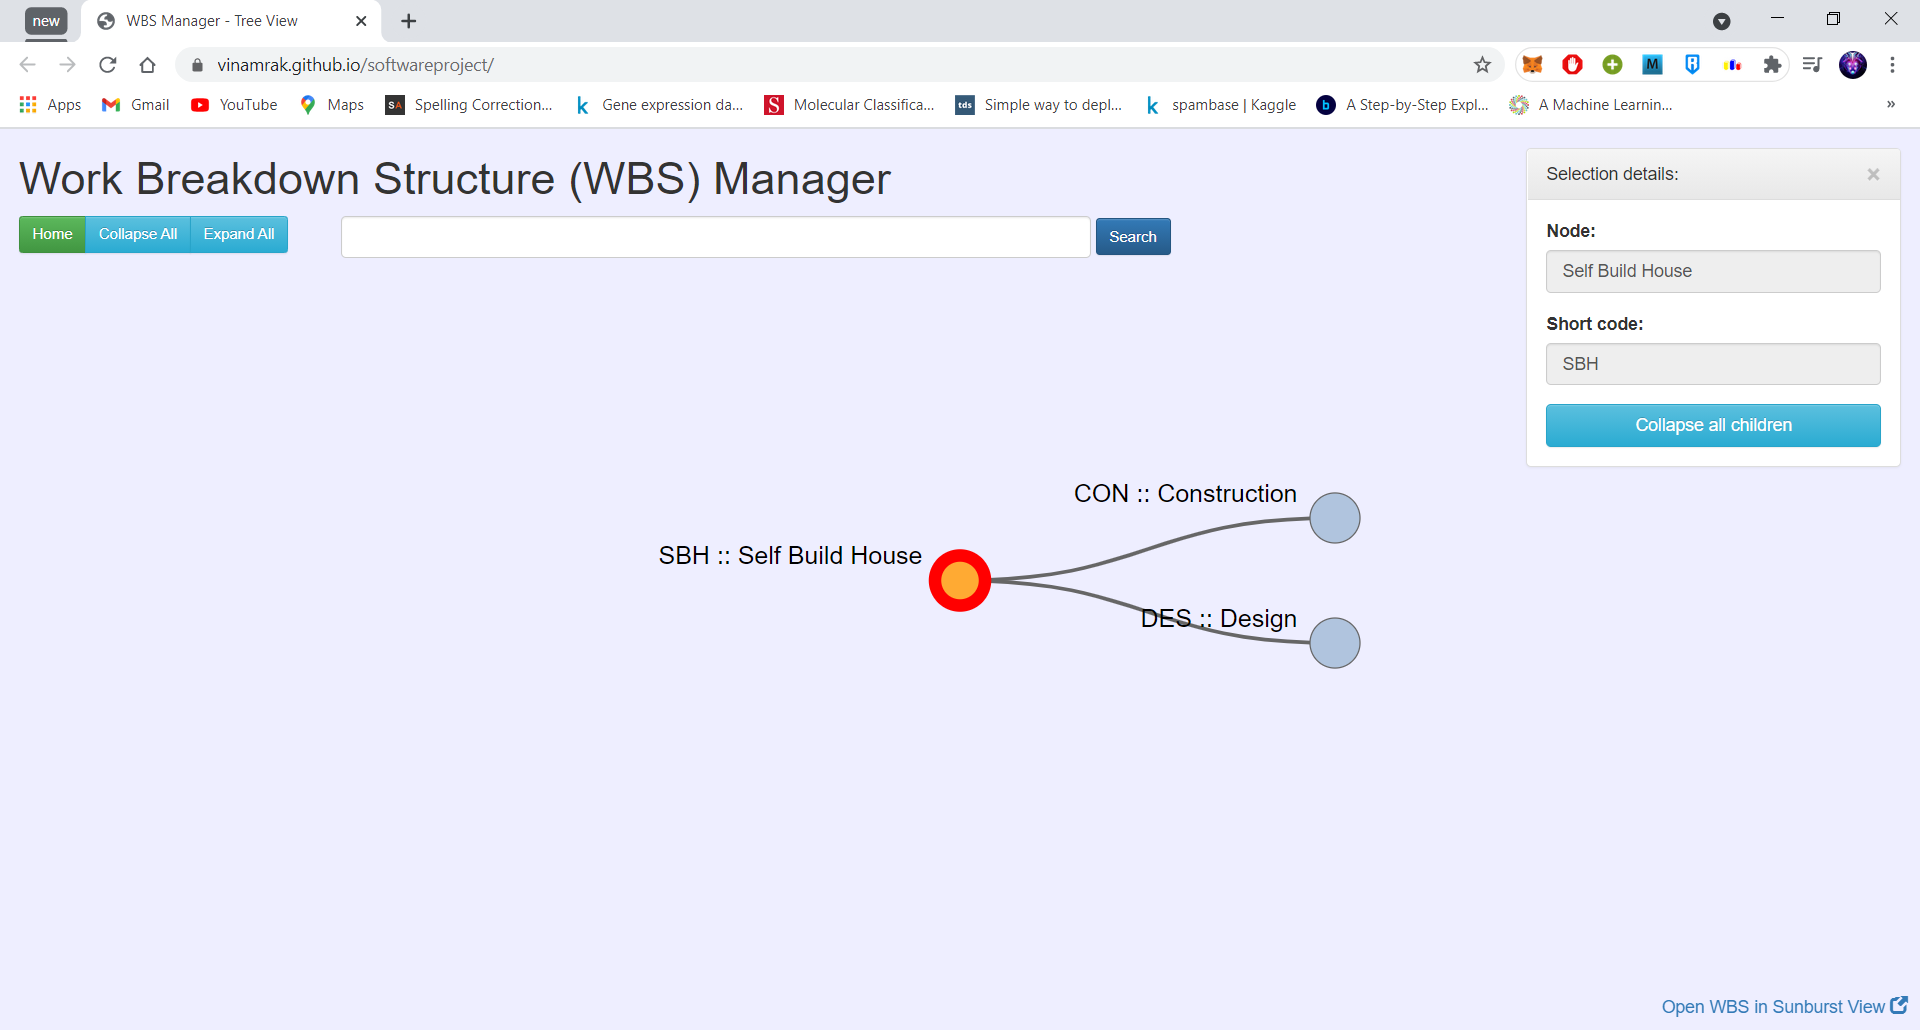 new
WBS Manager - Tree View
vinamrak.github.io/softwareproject/
M
Apps
Gmail
YouTube
Maps
SA
Spelling Correction...
k
Gene expression da...
S
Molecular Classifica...
tds
Simple way to depl...
k
spambase | Kaggle
b
A Step-by-Step Expl...
A Machine Learnin...
»
Work Breakdown Structure (WBS) Manager
Home
Collapse All
Expand All
Search
Selection details:
×
Node:
Self Build House
Short code:
SBH
Collapse all children
CON :: Construction
SBH :: Self Build House
DES :: Design
Open WBS in Sunburst View